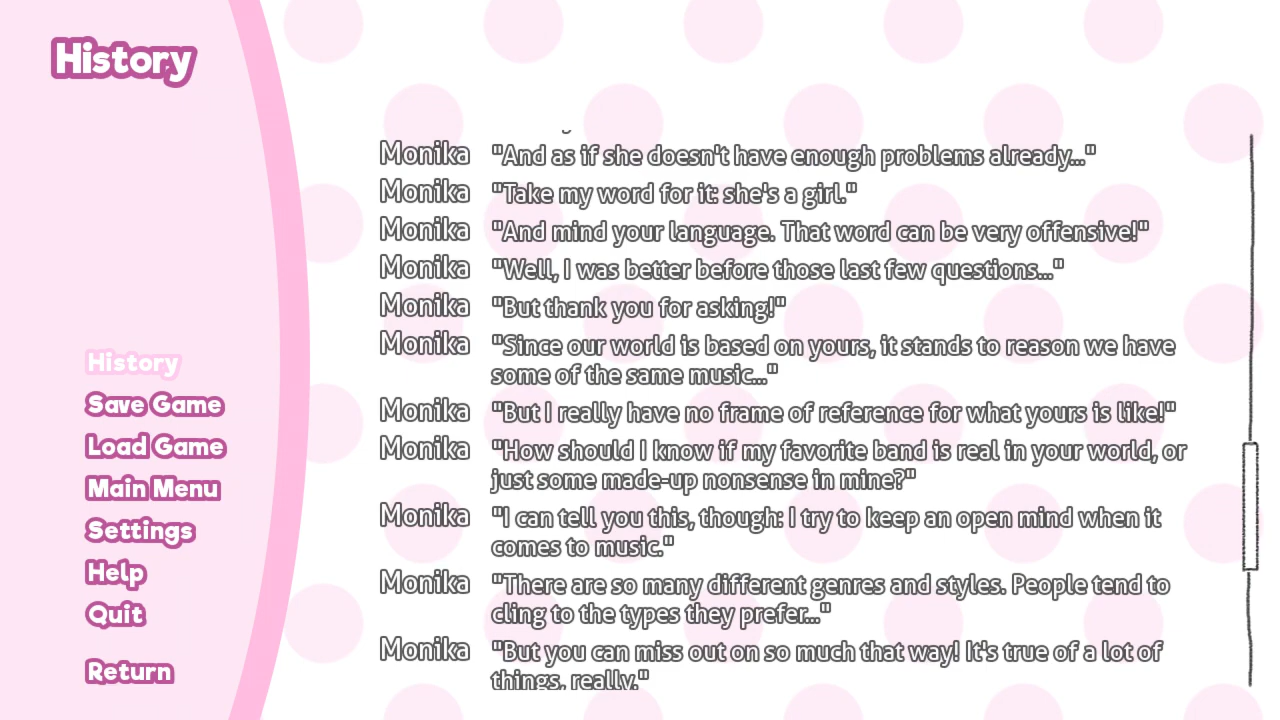 History
Monika "And as if she doesn't have enough problems already..."
Monika "Take my word for it: she's a girl."
Monika "And mind your language. That word can be very offensive!"
Monika "Well, I was better before those last few questions..."
Monika "But thank you for asking!"
Monika "Since our world is based on yours, it stands to reason we have
some of the same music..."
Monika "But I really have no frame of reference for what yours is like!"
Monika "How should I know if my favorite band is real in your world, or
just some made-up nonsense in mine?"
Monika "I can tell you this, though: I try to keep an open mind when it
comes to music."
Monika "There are so many different genres and styles. People tend to
cling to the types they prefer..."
Monika "But you can miss out on so much that way! It's true of a lot of
things, really."
History
Save Game
Load Game
Main Menu
Settings
Help
Quit
Return